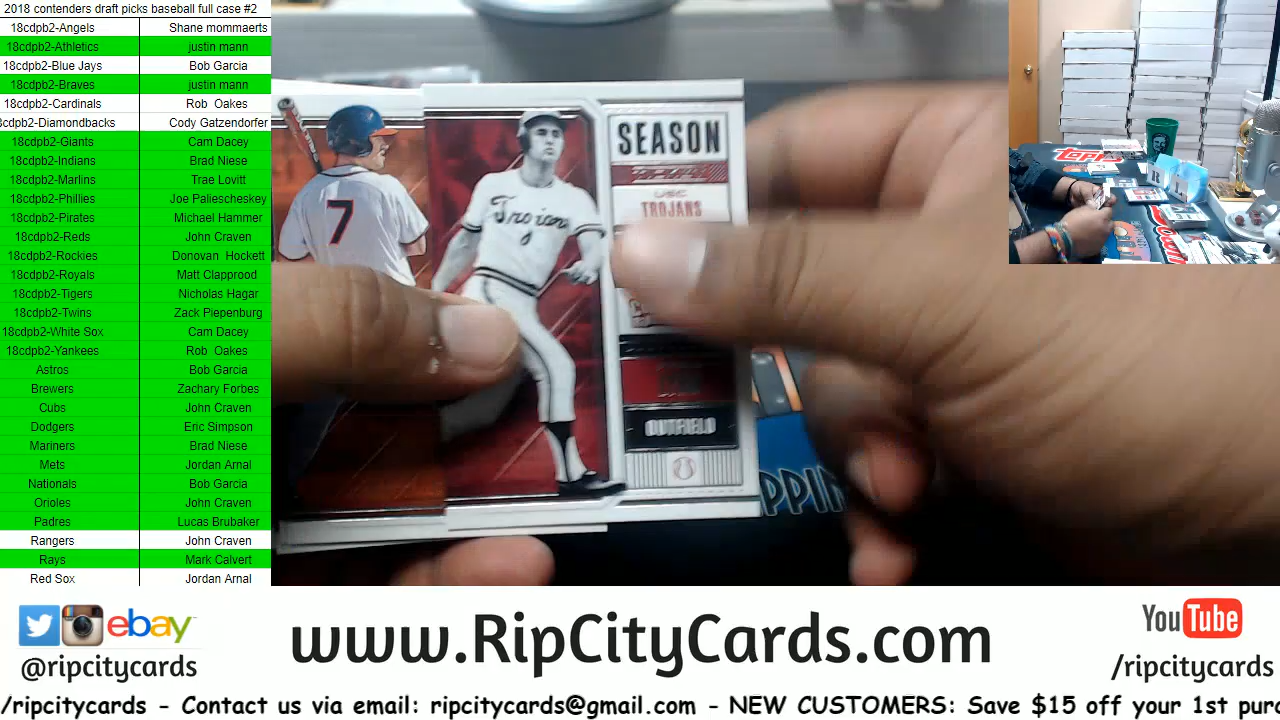 2018 contenders draft picks baseball full case #2
18cdpb2-Angels Shane mommaerts
18cdpb2-Athletics justin mann
18cdpb2-Blue Jays Bob Garcia
18cdpb2-Braves justin mann
18cdpb2-Cardinals Rob Oakes
8cdpb2-Diamondbacks Cody Gatzendorfer
18cdpb2-Giants Cam Dacey
18cdpb2-Indians Brad Niese
18cdpb2-Marlins Trae Lovitt
18cdpb2-Phillies Joe Paliescheskey
18cdpb2-Pirates Michael Hammer
18cdpb2-Reds John Craven
18cdpb2-Rockies Donovan Hockett
18cdpb2-Royals Matt Clapprood
18cdpb2-Tigers Nicholas Hagar
18cdpb2-Twins Zack Piepenburg
18cdpb2-White Sox Cam Dacey
18cdpb2-Yankees Rob Oakes
Astros Bob Garcia
Brewers Zachary Forbes
Cubs John Craven
Dodgers Eric Simpson
Mariners Brad Niese
Mets Jordan Arnal
Nationals Bob Garcia
Orioles John Craven
Padres Lucas Brubaker
Rangers John Craven
Rays Mark Calvert
Red Sox Jordan Arnal
7
Trojans
SEASON
USC
TROJANS
OUTFIELD
PPIN
Topps
R L
ebay
@ripcitycards
www.RipCityCards.com
YouTube
/ripcitycards
/ripcitycards - Contact us via email: ripcitycards@gmail.com - NEW CUSTOMERS: Save $15 off your 1st purc